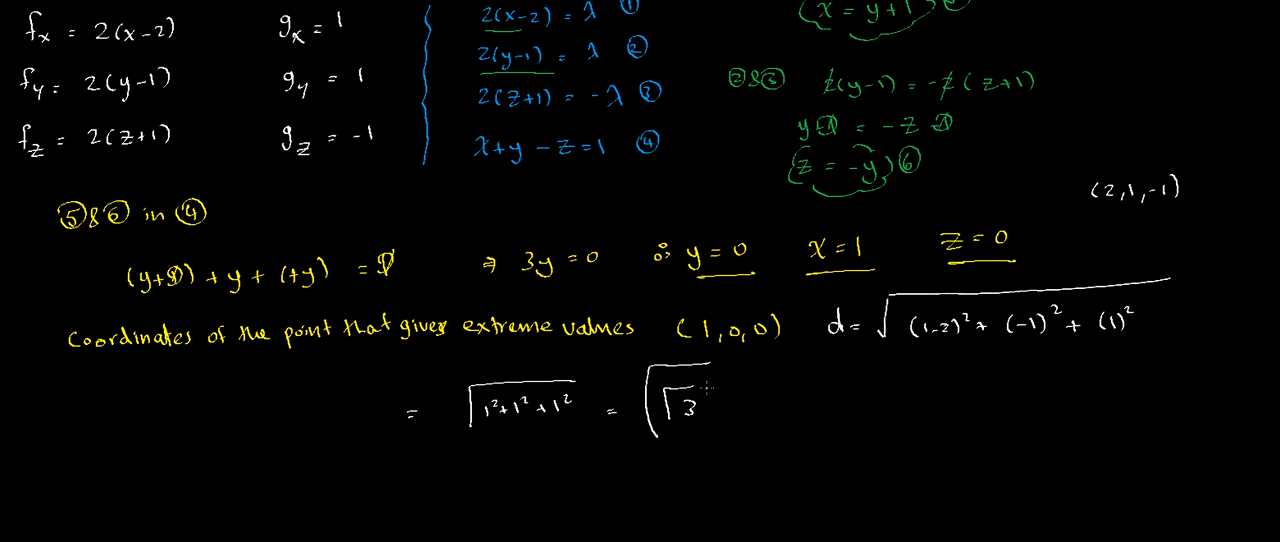 fx = 2(x-2)
gx = 1
fy = 2(y-1)
gy = 1
fz = 2(z+1)
gz = -1
2(x-2) = λ ①
2(y-1) = λ ②
2(z+1) = -λ ③
x+y-z=1 ④
(x = y+1)
②&③ 2(y-1) = -2(z+1)
y-1 = -z-1
(z = -y) ⑥
(2,1,-1)
⑤&⑥ in ④
(y+1) + y + (+y) = 1
⇒ 3y = 0
∴ y = 0
x = 1
z = 0
Coordinates of the point that gives extreme values (1,0,0)
d = √(1-2)² + (-1)² + (1)²
= √1²+1²+1² = √3